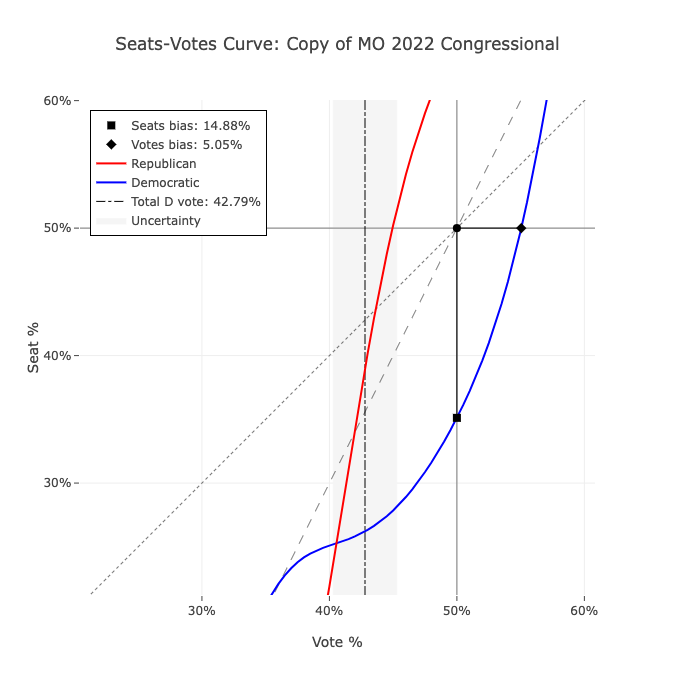 Seats-Votes Curve: Copy of MO 2022 Congressional
60%
Seats bias: 14.88%
Votes bias: 5.05%
Republican
Democratic
Total D vote: 42.79%
Uncertainty
50%
40%
30%
Seat %
30%
40%
50%
60%
Vote %